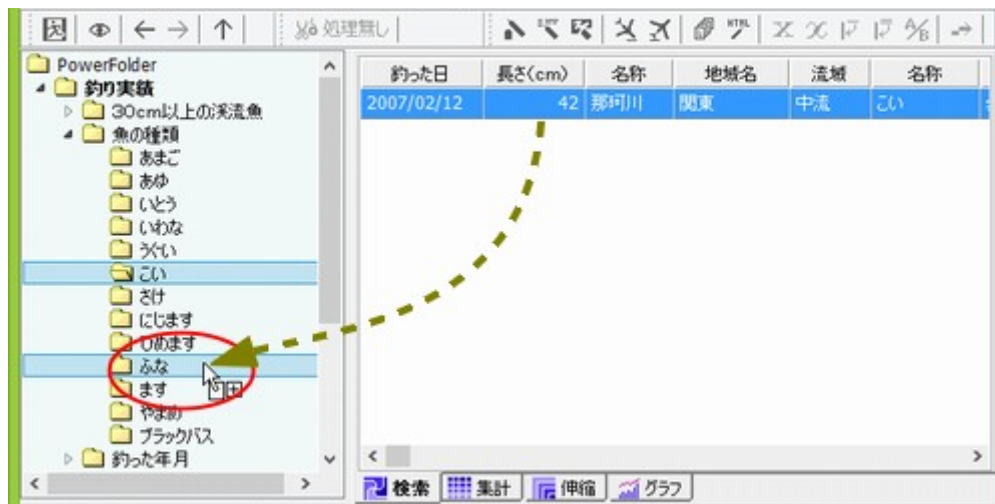 処理無し
HTML
A/B
PowerFolder
釣り実績
30cm以上の渓流魚
魚の種類
あまご
あゆ
いとう
いわな
うぐい
こい
さけ
にじます
ひめます
ふな
ます
やまめ
ブラックバス
釣った年月
釣った日 長さ(cm) 名称 地域名 流域 名称
2007/02/12 42 那珂川 関東 中流 こい
検索 集計 伸縮 グラフ